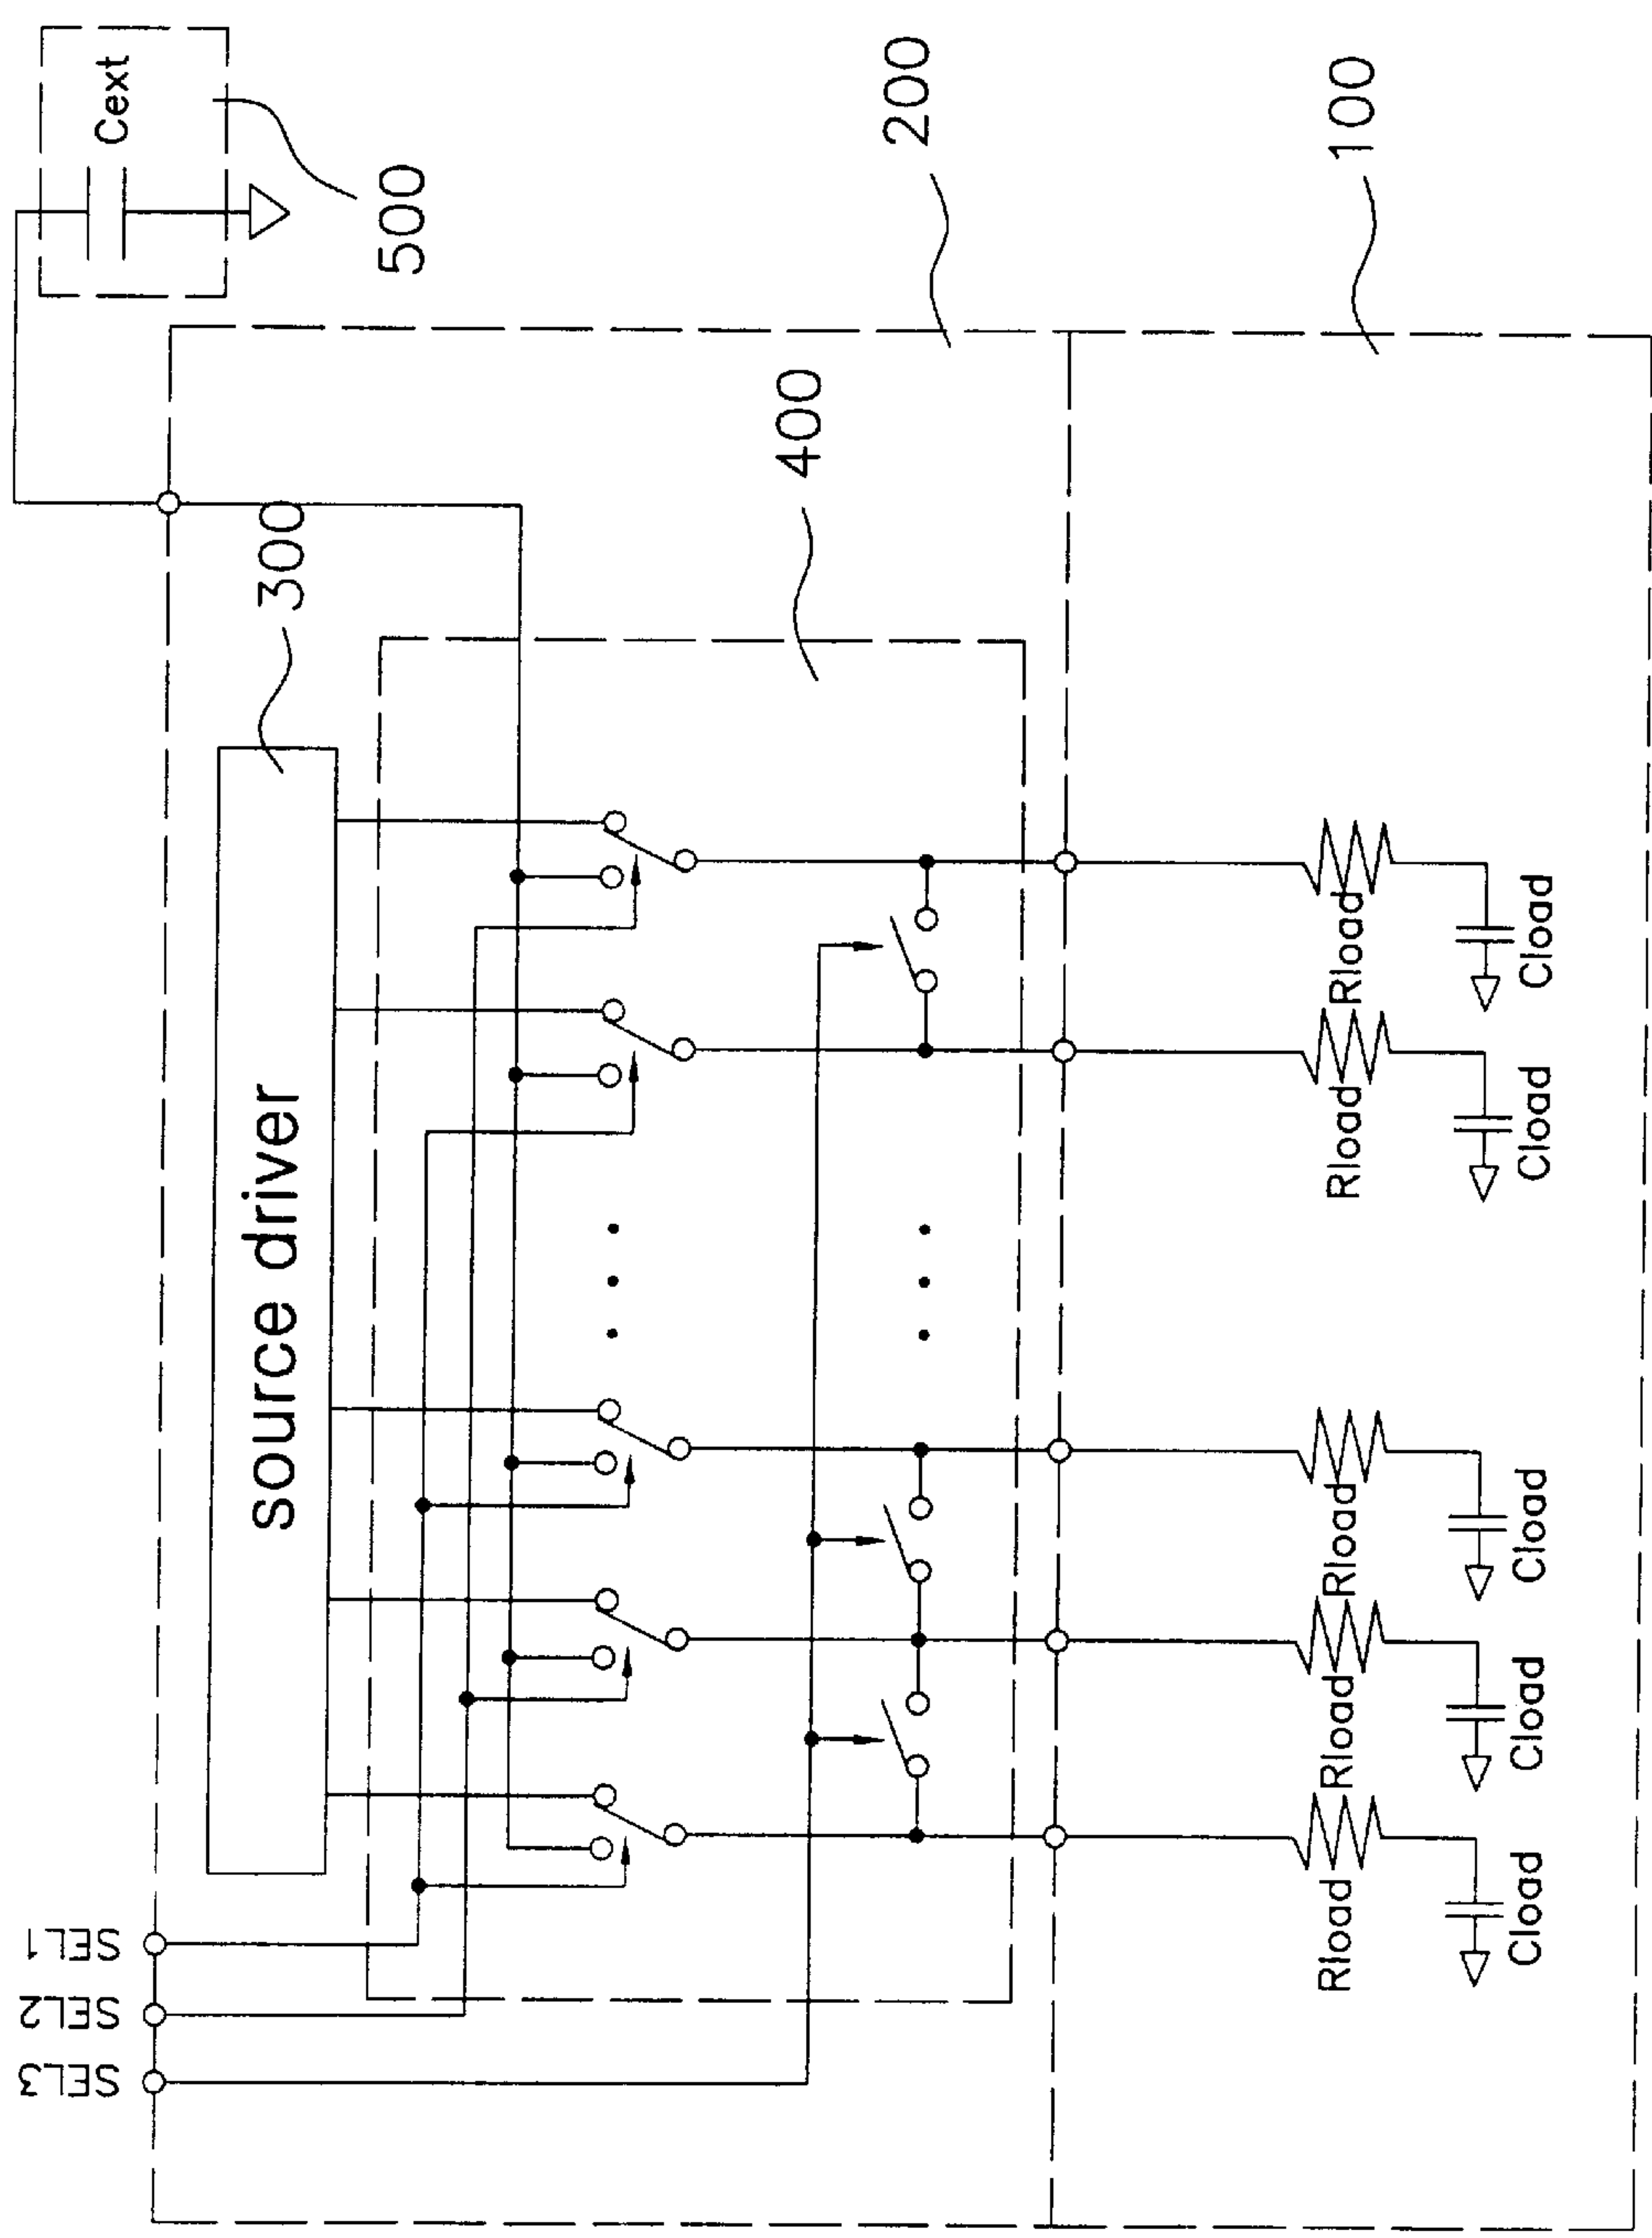 Cext
500
200
100
300
400
source driver
SEL1
SEL2
SEL3
Rload
Rload
Rload
Rload
Rload
Cload
Cload
Cload
Cload
Cload